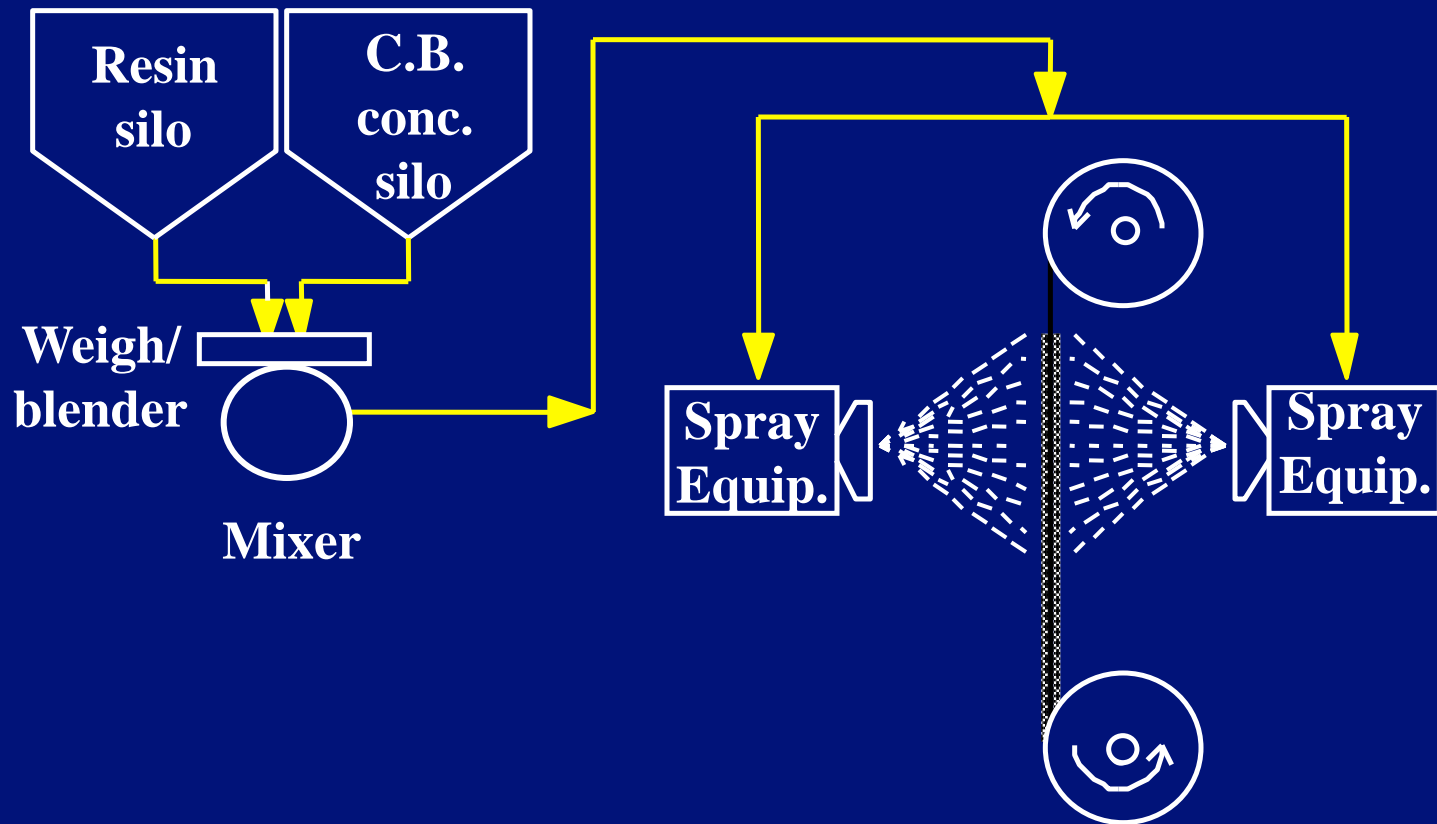 Resin
silo
C.B.
conc.
silo
Weigh/
blender
Mixer
Spray
Equip.
Spray
Equip.